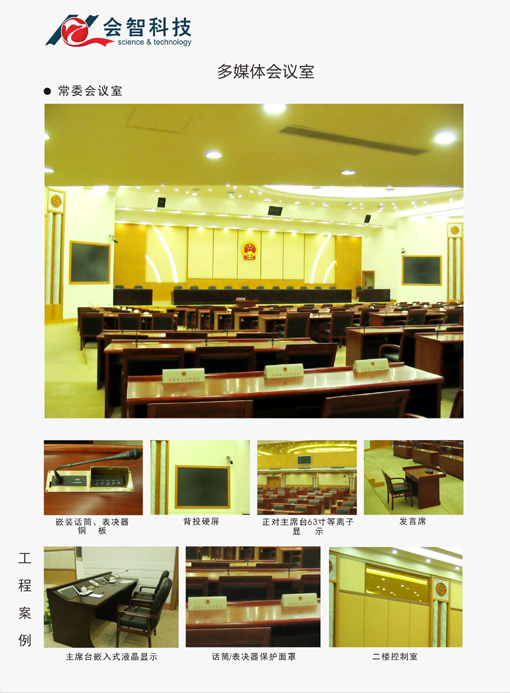 会智科技
science & technology
多媒体会议室
● 常委会议室
嵌装话筒、表决器
铜 板
背投硬屏
正对主席台63寸等离子
显 示
发言席
工程案例
主席台嵌入式液晶显示
话筒/表决器保护面罩
二楼控制室